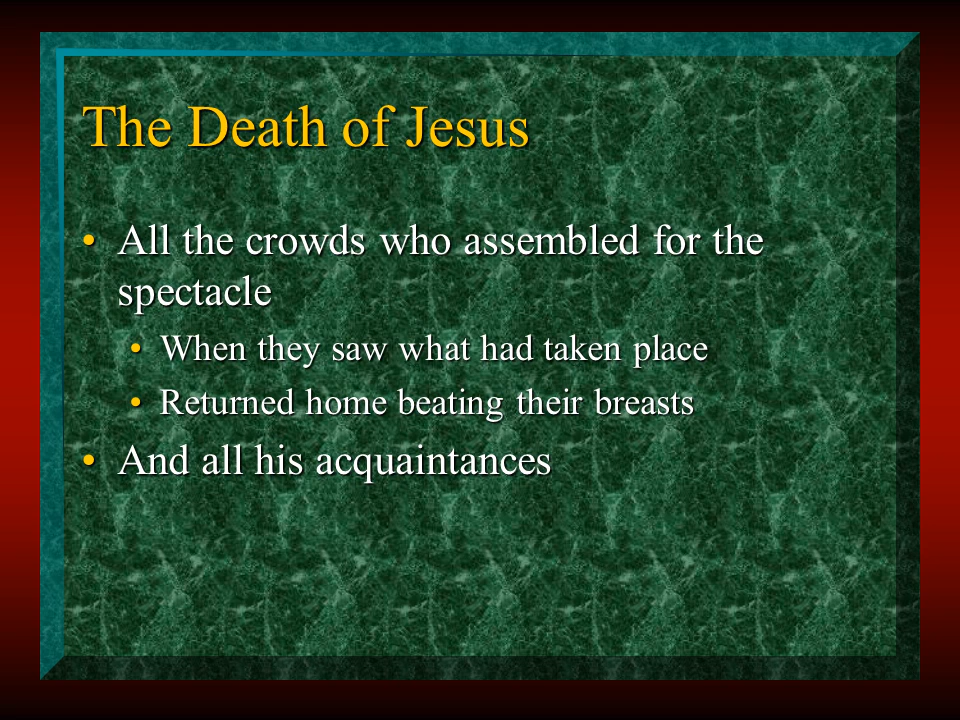 The Death of Jesus
• All the crowds who assembled for the
spectacle
• When they saw what had taken place
• Returned home beating their breasts
• And all his acquaintances